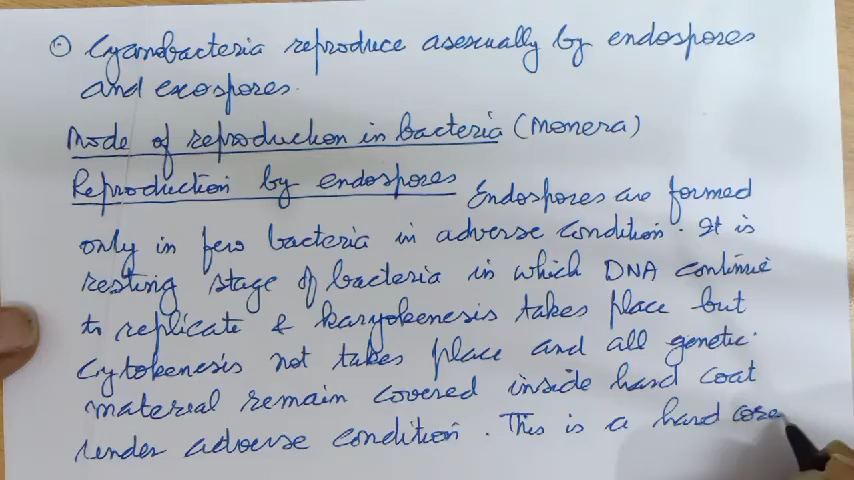 ⊙ Cyanobacteria reproduce asexually by endospores
and exospores.
Mode of reproduction in bacteria (Monera)
Reproduction by endospores Endospores are formed
only in few bacteria in adverse condition. It is
resting stage of bacteria in which DNA continue
to replicate & karyokenesis takes place but
Cytokenesis not takes place and all genetic
material remain covered inside hard coat
under adverse condition. This is a hard